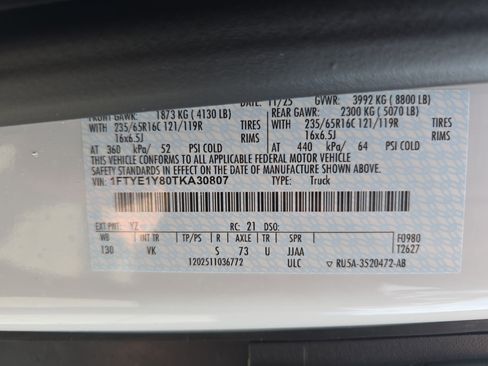 DATE: 11/25 GVWR: 3992 KG (8800 LB)
FRONT GAWR: 1873 KG (4130 LB) REAR GAWR: 2300 KG (5070 LB)
WITH 235/65R16C 121/119R TIRES WITH 235/65R16C 121/119R TIRES
16x6.5J RIMS 16x6.5J RIMS
AT 360 kPa/ 52 PSI COLD AT 440 kPa/ 64 PSI COLD
THIS VEHICLE CONFORMS TO ALL APPLICABLE FEDERAL MOTOR VEHICLE
SAFETY STANDARDS IN EFFECT ON THE DATE OF MANUFACTURE SHOWN ABOVE.
VIN: 1FTYE1Y80TKA30807 TYPE: Truck
EXT PNT: YZ RC: 21 DSO:
WB INT TR TP/PS R AXLE TR SPR F0980
130 VK S 73 U JJAA T2627
1202511036772 ULC ▽ RU5A-3520472-AB